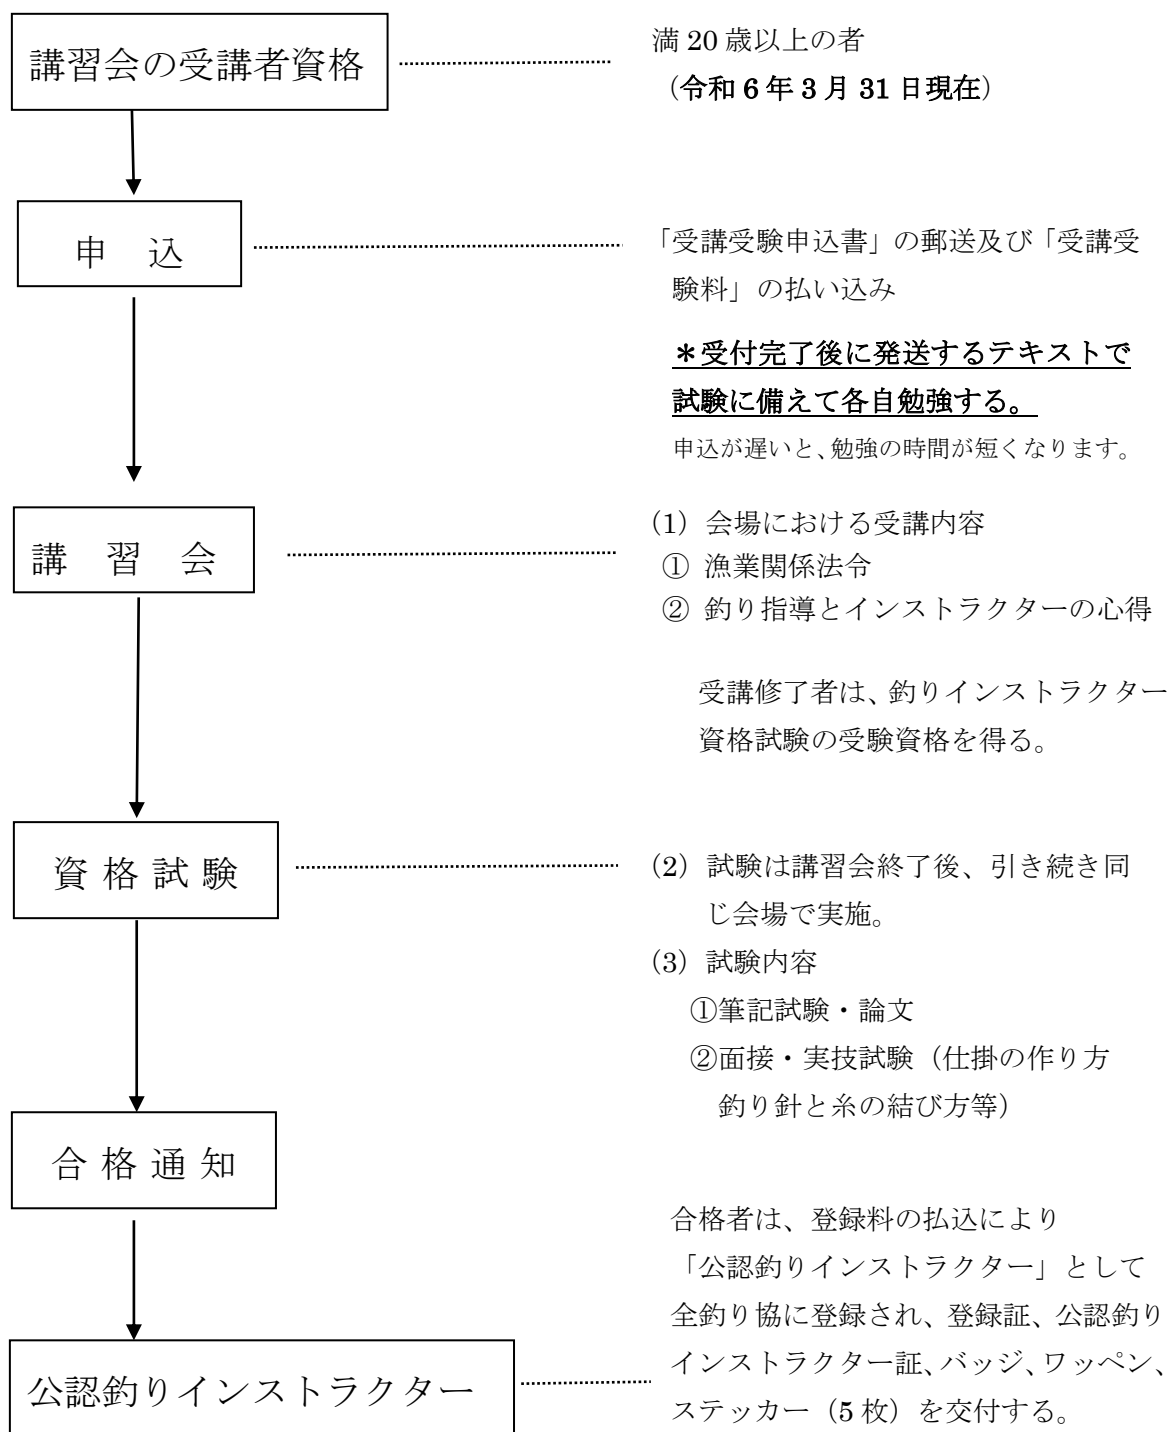 講習会の受講者資格
満 20 歳以上の者
（令和 6 年 3 月 31 日現在）
申　込
「受講受験申込書」の郵送及び「受講受
験料」の払い込み
＊受付完了後に発送するテキストで
試験に備えて各自勉強する。
申込が遅いと、勉強の時間が短くなります。
講　習　会
（1）会場における受講内容
① 漁業関係法令
② 釣り指導とインストラクターの心得
受講修了者は、釣りインストラクター
資格試験の受験資格を得る。
資 格 試 験
（2）試験は講習会終了後、引き続き同
じ会場で実施。
（3）試験内容
①筆記試験・論文
②面接・実技試験（仕掛の作り方
釣り針と糸の結び方等）
合 格 通 知
合格者は、登録料の払込により
「公認釣りインストラクター」として
全釣り協に登録され、登録証、公認釣り
インストラクター証、バッジ、ワッペン、
ステッカー（5 枚）を交付する。
公認釣りインストラクター